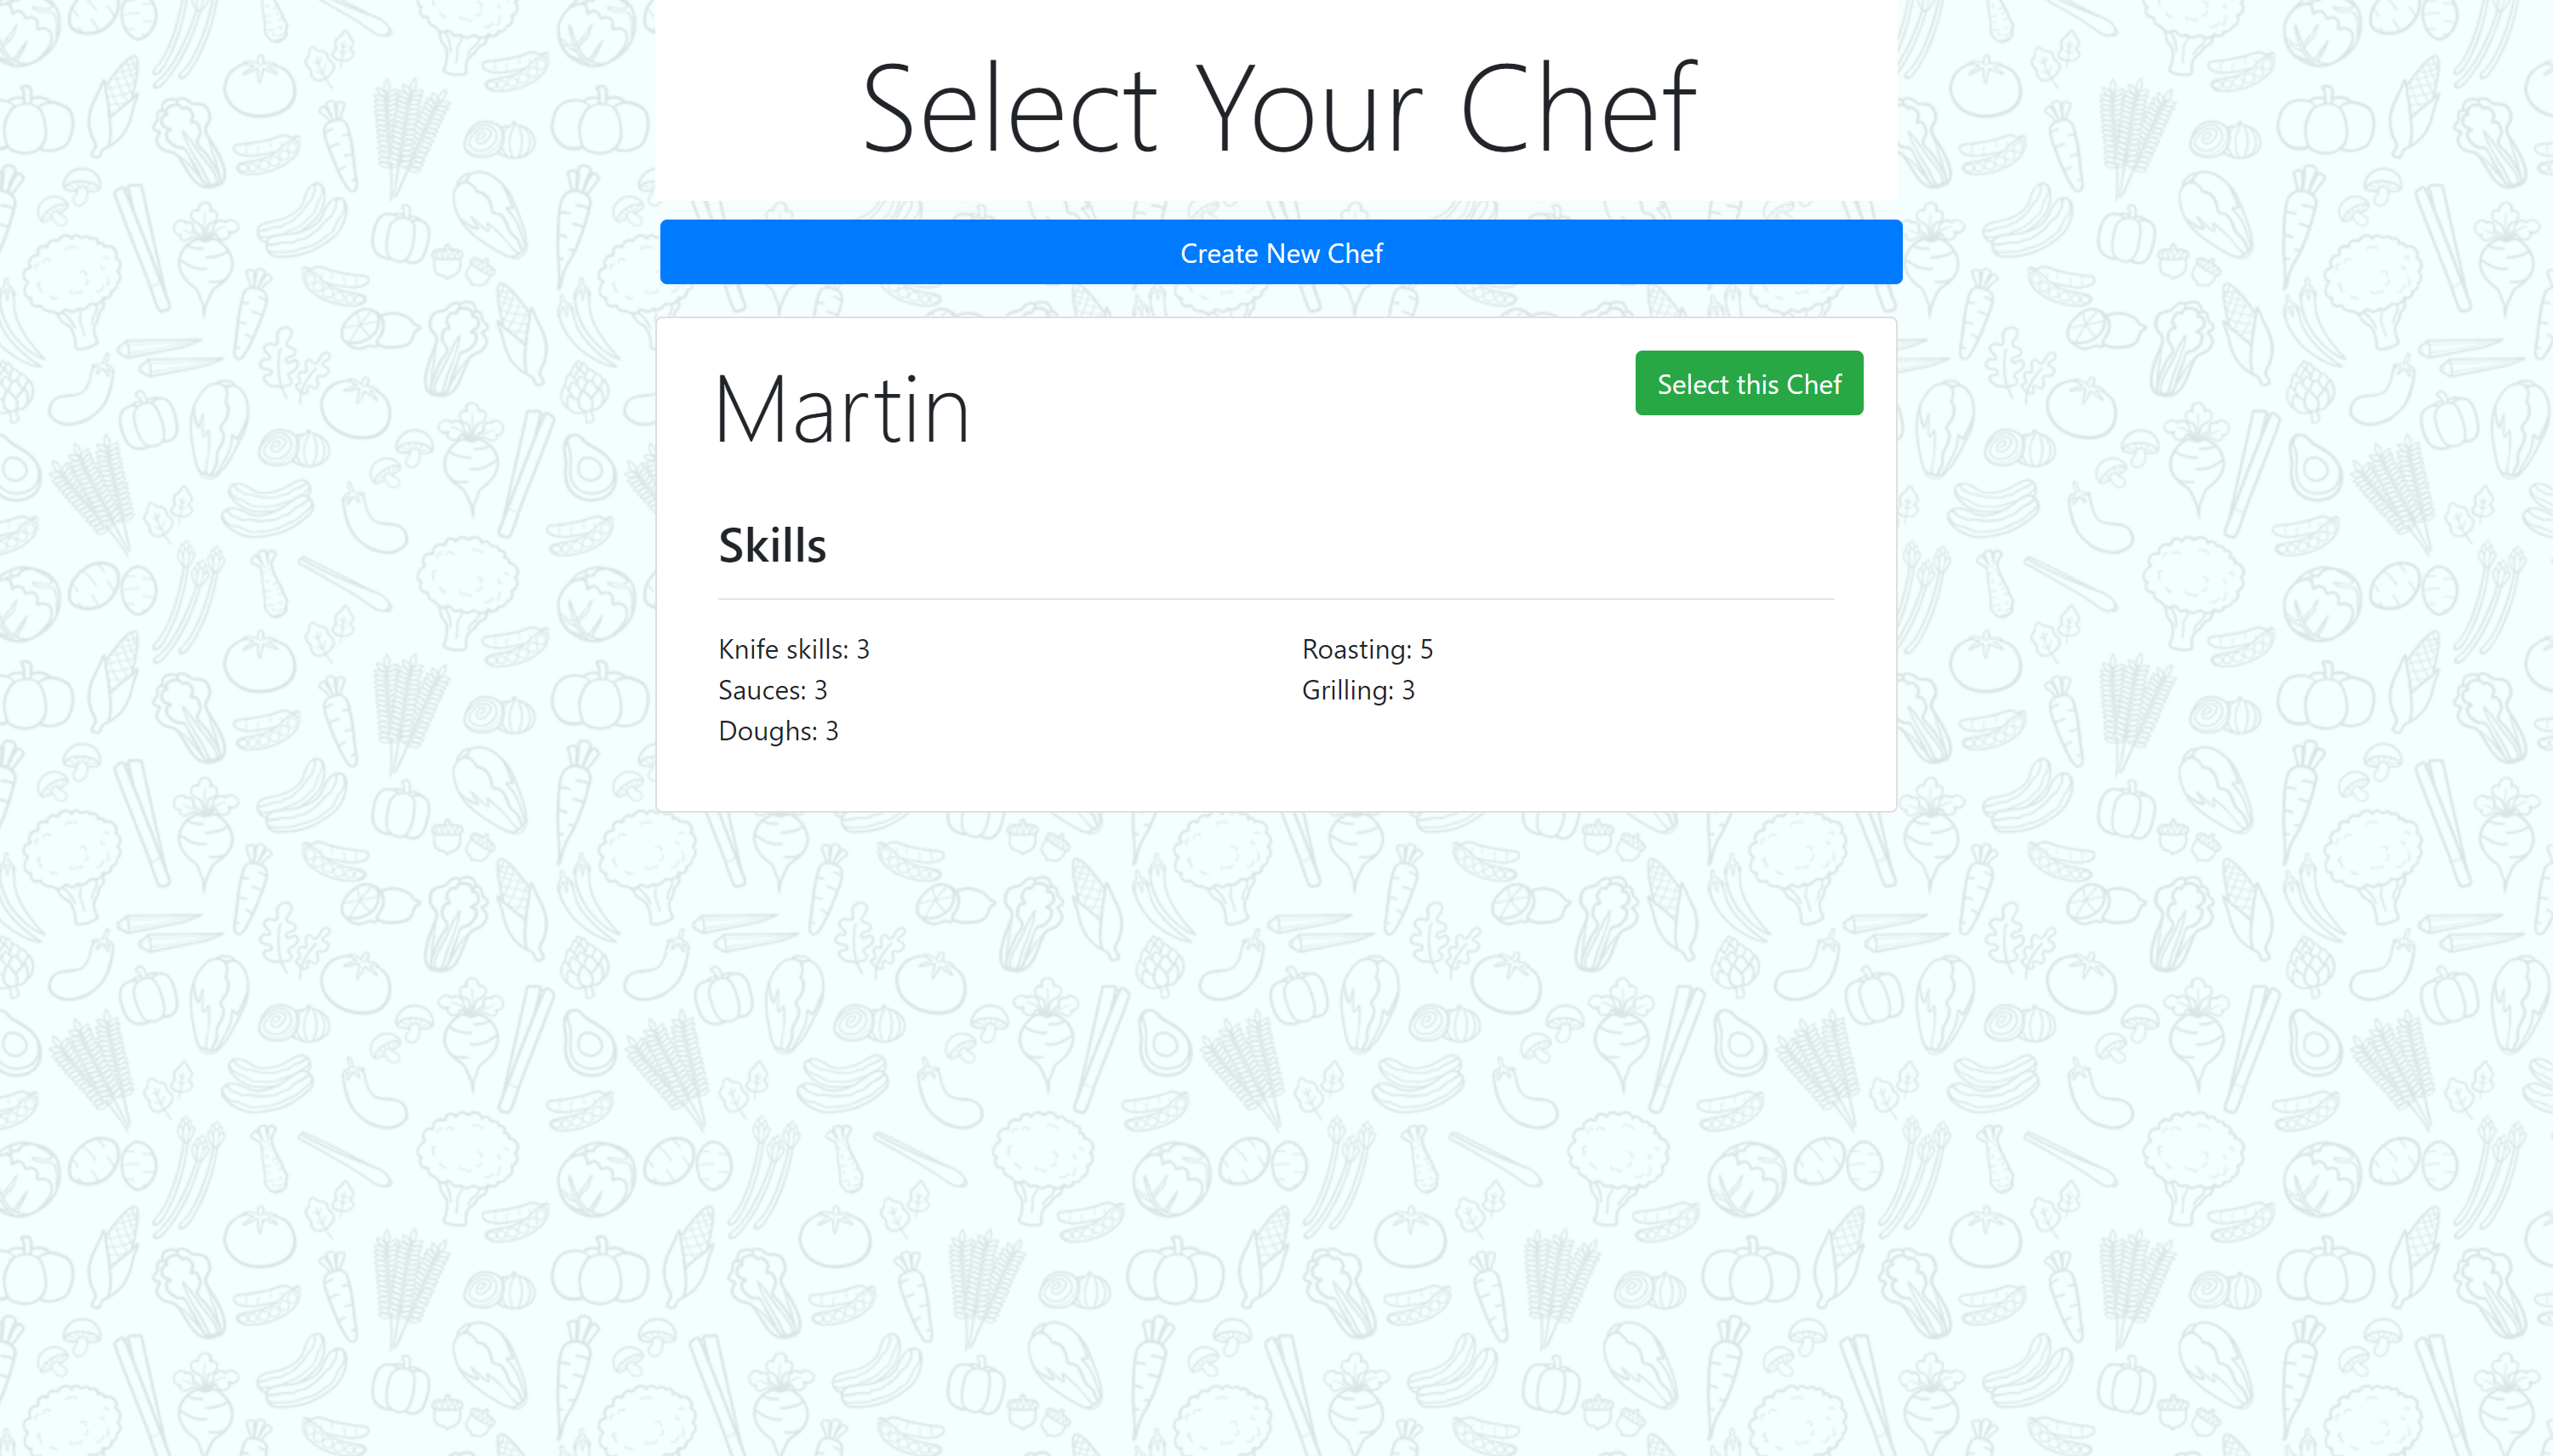 Select Your Chef
Create New Chef
Martin
Select this Chef
Skills
Knife skills: 3
Sauces: 3
Doughs: 3
Roasting: 5
Grilling: 3